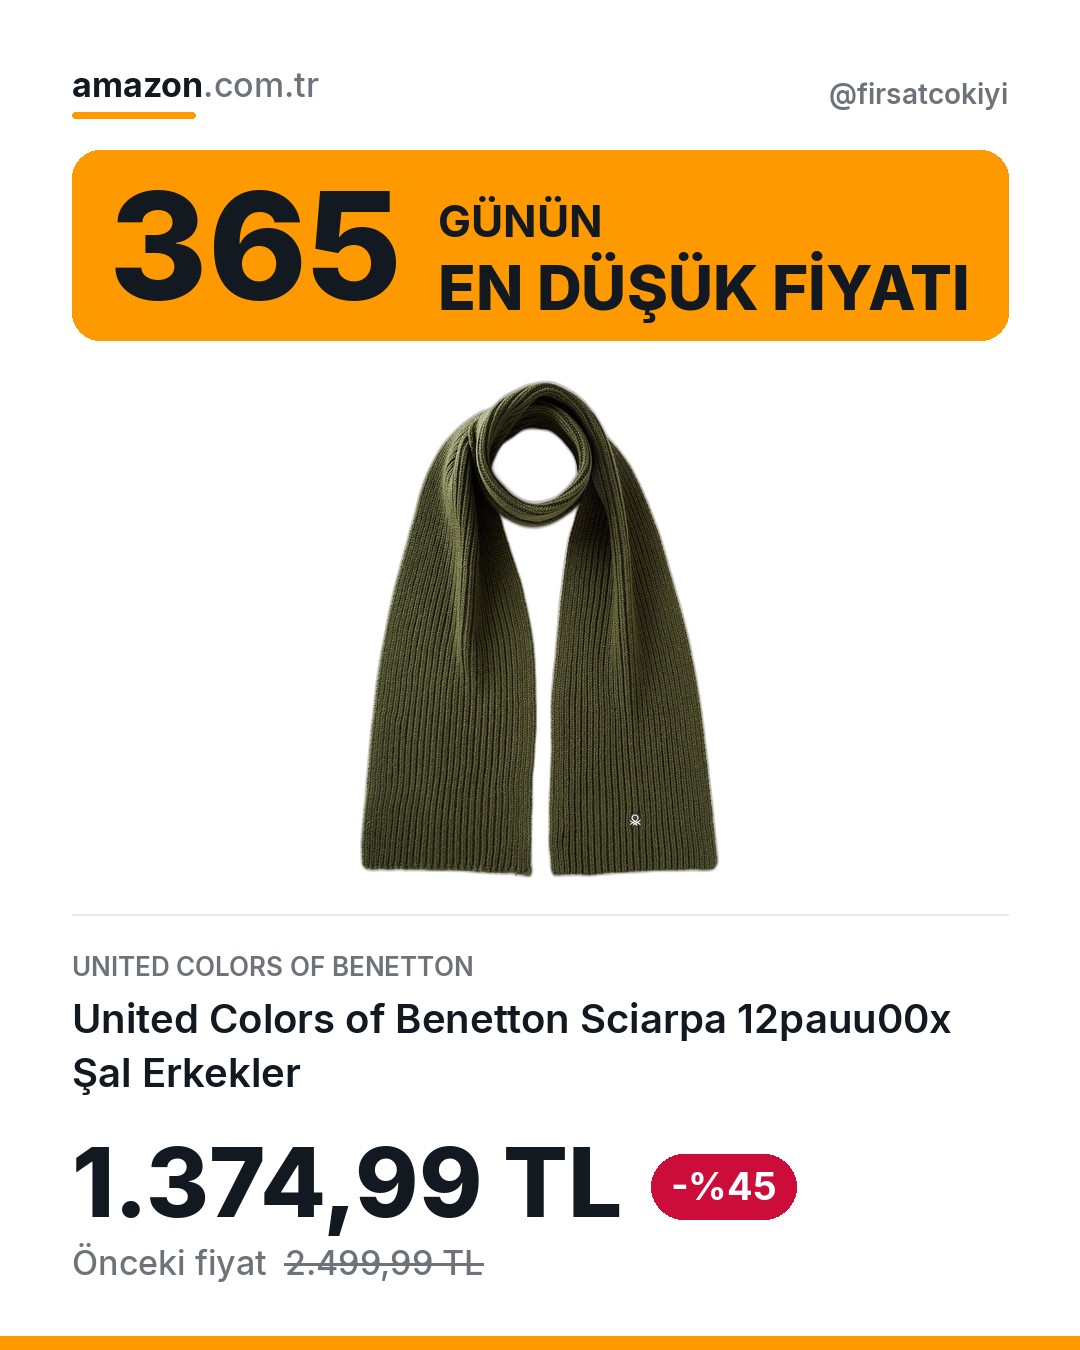 amazon.com.tr
@firsatcokiyi
365
GÜNÜN
EN DÜŞÜK FİYATI
UNITED COLORS OF BENETTON
United Colors of Benetton Sciarpa 12pauu00x
Şal Erkekler
1.374,99 TL
-%45
Önceki fiyat 2.499,99 TL